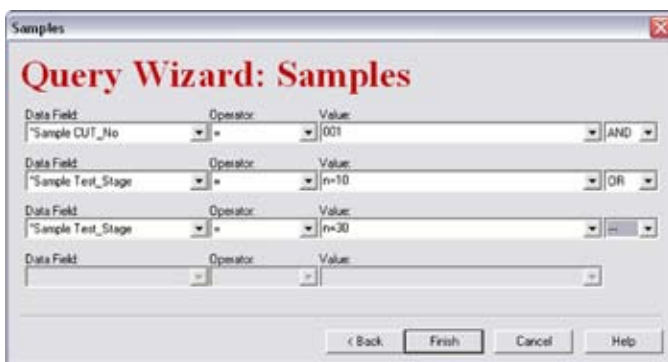 Samples
Query Wizard: Samples
Data Field: Operator: Value:
"Sample CUT_No = 001 AND
Data Field: Operator: Value:
"Sample Test_Stage = n=10 OR
Data Field: Operator: Value:
"Sample Test_Stage = n=30 --
Data Field: Operator: Value:
< Back Finish Cancel Help